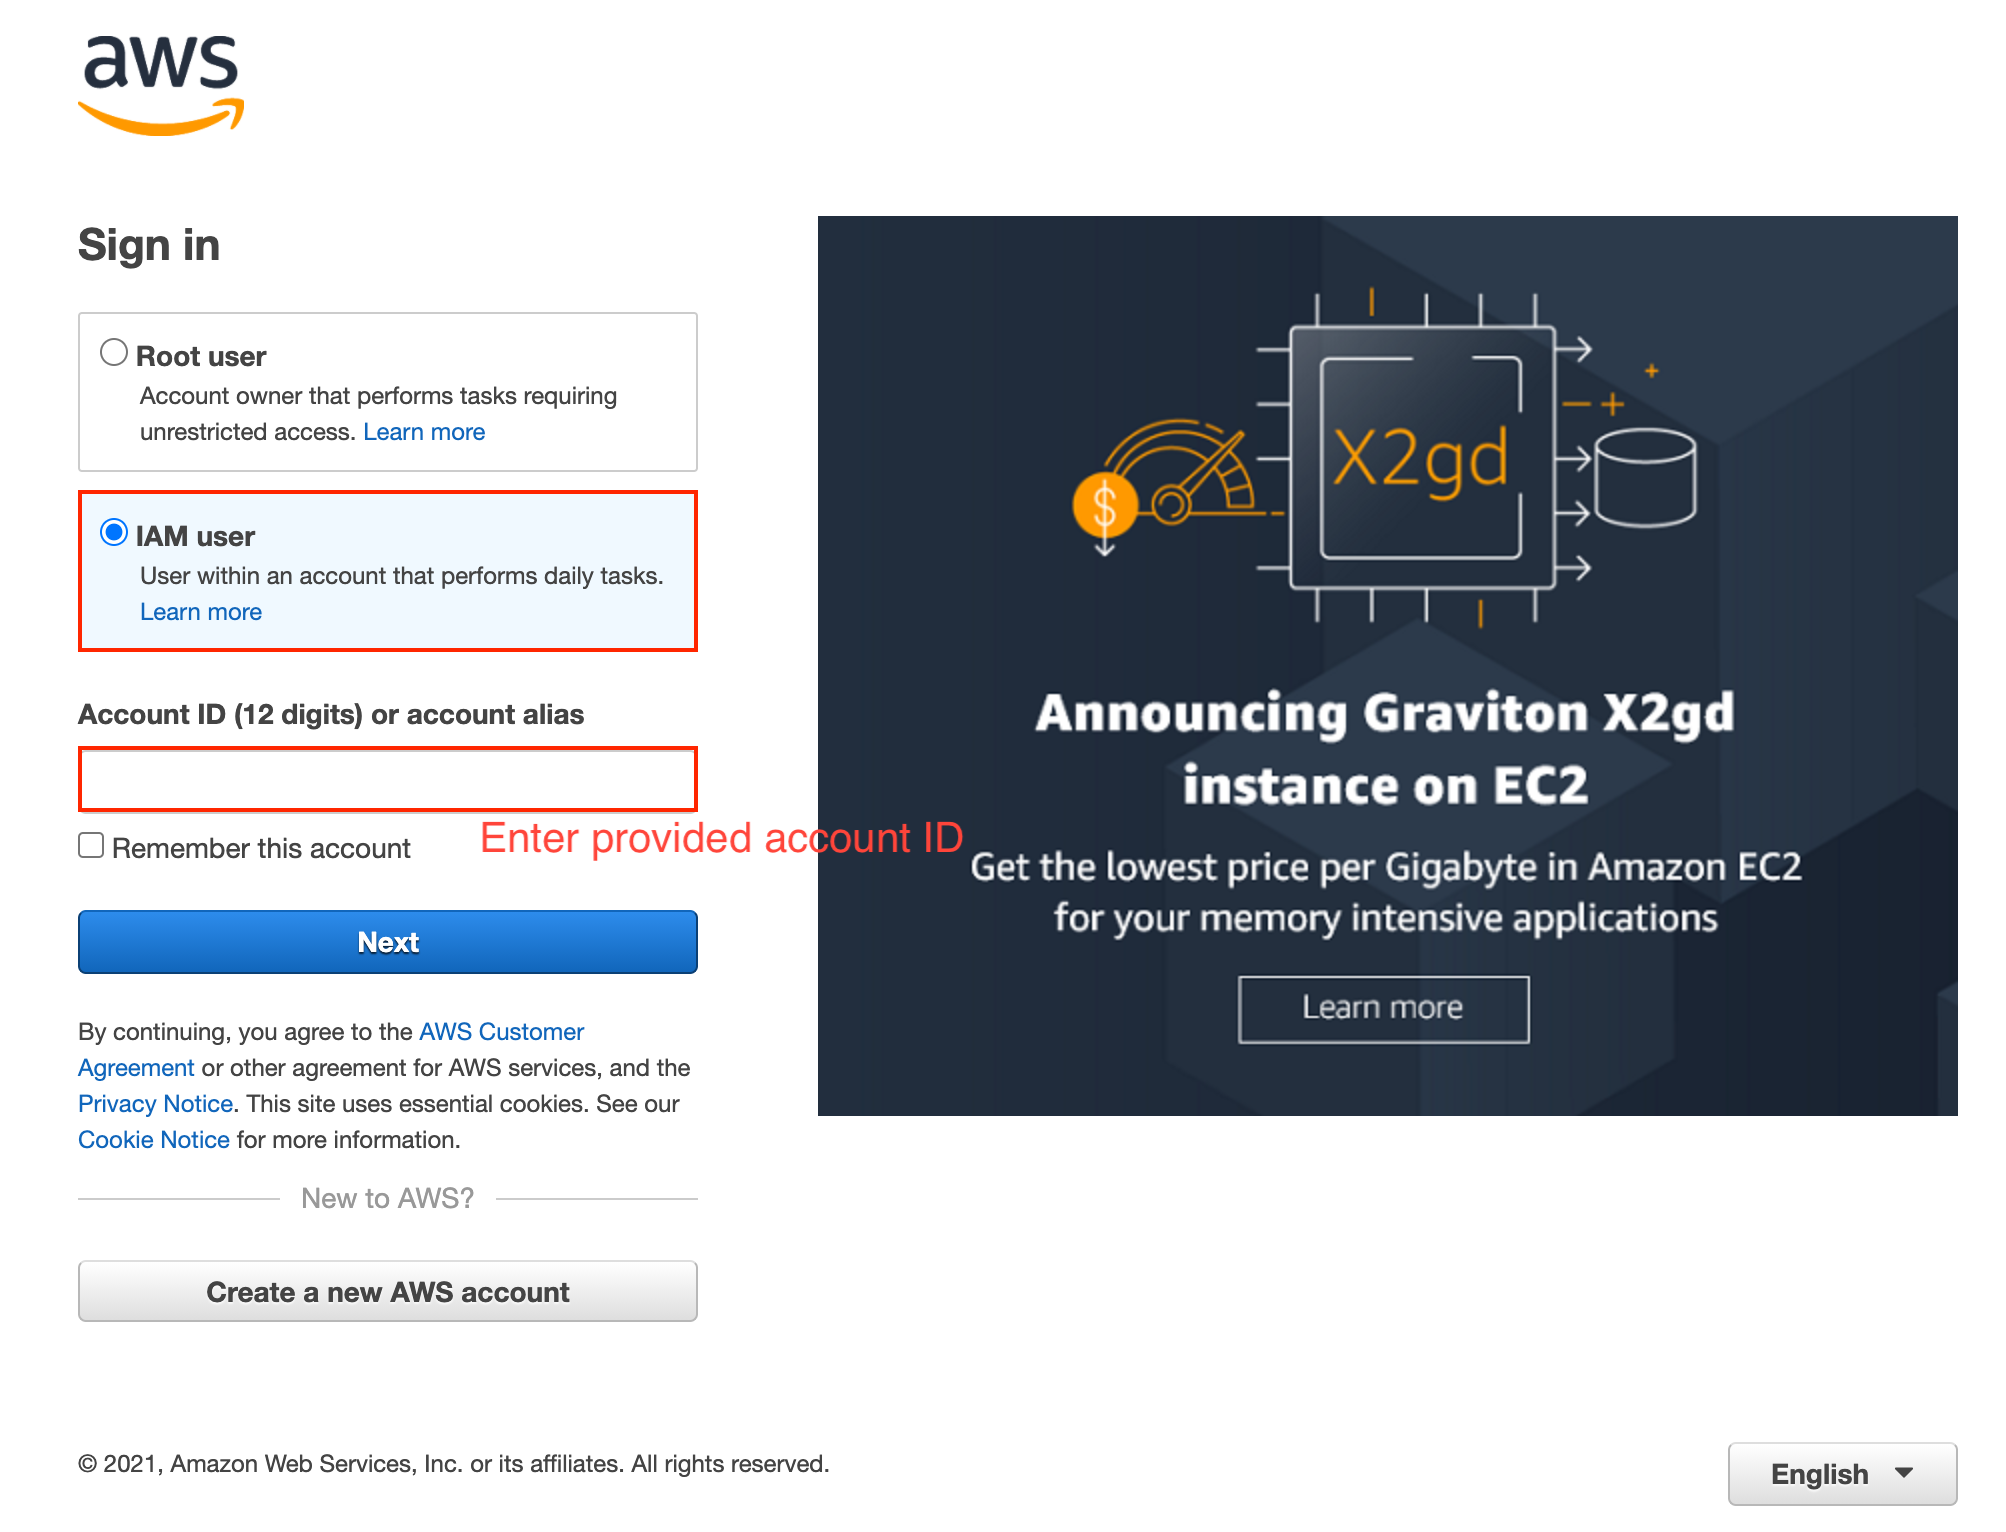 aws
Sign in
Root user
Account owner that performs tasks requiring
unrestricted access. Learn more
IAM user
User within an account that performs daily tasks.
Learn more
Account ID (12 digits) or account alias
Enter provided account ID
Remember this account
Next
By continuing, you agree to the AWS Customer
Agreement or other agreement for AWS services, and the
Privacy Notice. This site uses essential cookies. See our
Cookie Notice for more information.
New to AWS?
Create a new AWS account
$
X2gd
Announcing Graviton X2gd
instance on EC2
Get the lowest price per Gigabyte in Amazon EC2
for your memory intensive applications
Learn more
© 2021, Amazon Web Services, Inc. or its affiliates. All rights reserved.
English